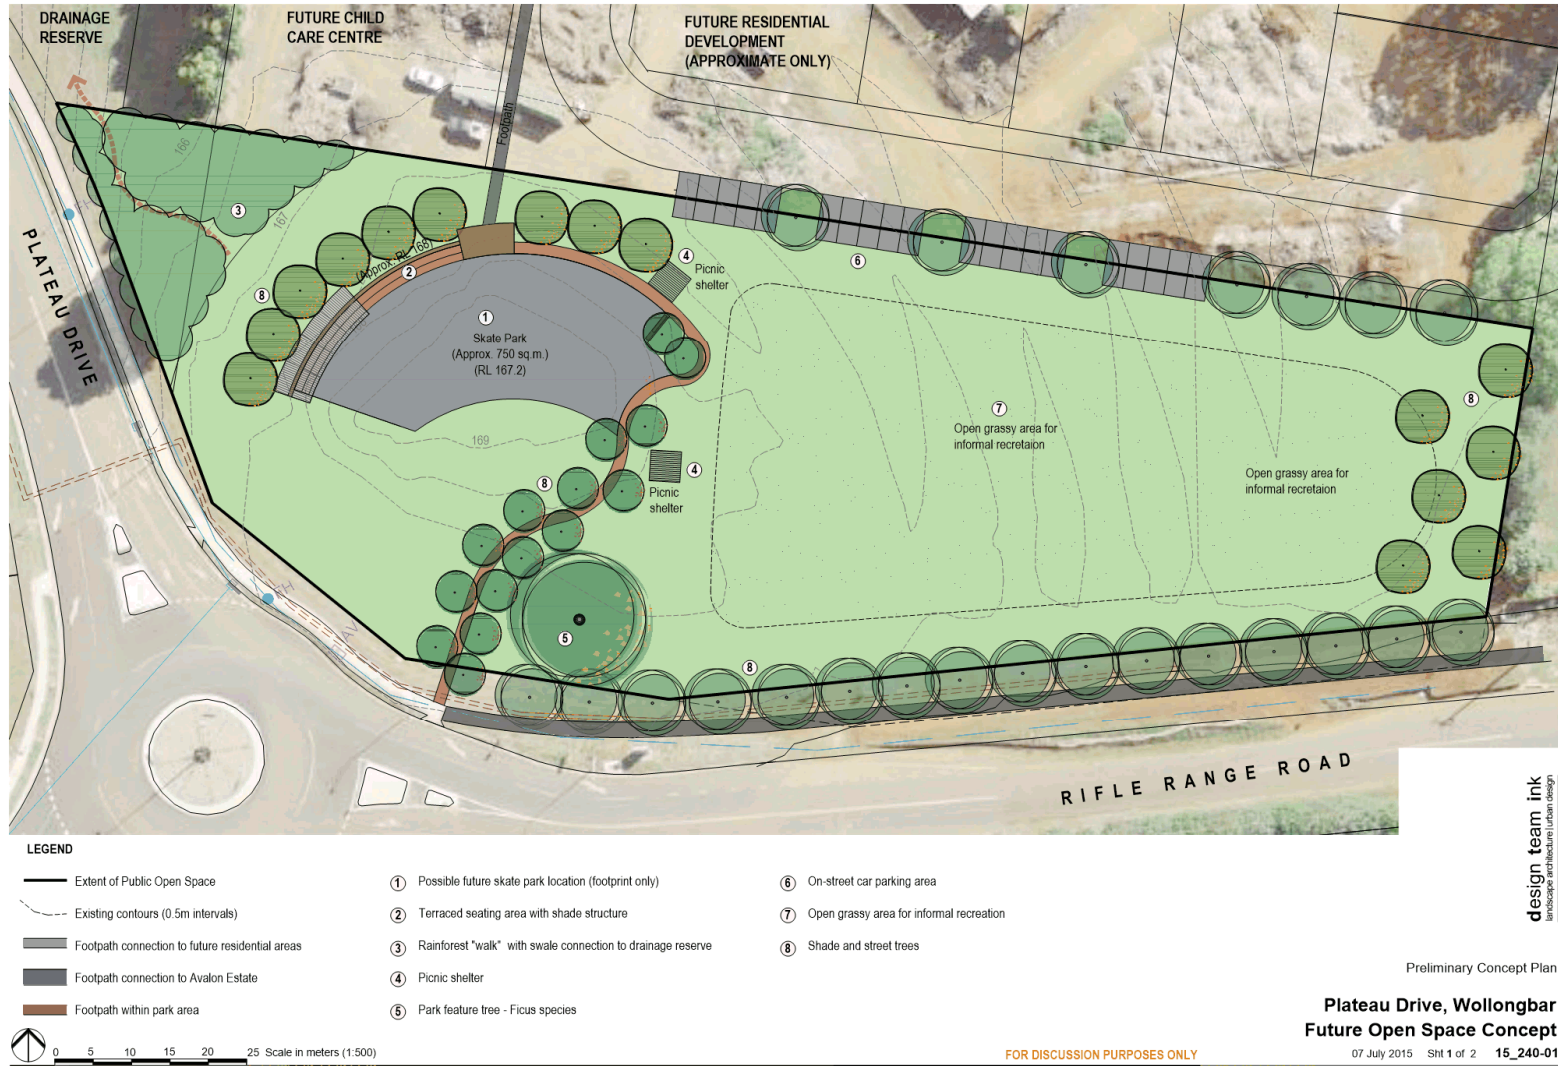 DRAINAGE
RESERVE
FUTURE CHILD
CARE CENTRE
FUTURE RESIDENTIAL
DEVELOPMENT
(APPROXIMATE ONLY)
Footpath
166
167
3
PLATEAU DRIVE
8
(Approx. RL 168)
2
1
Skate Park
(Approx. 750 sq.m.)
(RL 167.2)
4
Picnic
shelter
6
169
7
Open grassy area for
informal recretaion
Open grassy area for
informal recretaion
8
4
Picnic
shelter
8
5
8
RIFLE RANGE ROAD
LEGEND
Extent of Public Open Space
Existing contours (0.5m intervals)
Footpath connection to future residential areas
Footpath connection to Avalon Estate
Footpath within park area
1 Possible future skate park location (footprint only)
2 Terraced seating area with shade structure
3 Rainforest "walk" with swale connection to drainage reserve
4 Picnic shelter
5 Park feature tree - Ficus species
6 On-street car parking area
7 Open grassy area for informal recreation
8 Shade and street trees
0 5 10 15 20 25 Scale in meters (1:500)
FOR DISCUSSION PURPOSES ONLY
design team ink
landscape architecture|urban design
Preliminary Concept Plan
Plateau Drive, Wollongbar
Future Open Space Concept
07 July 2015 Sht 1 of 2 15_240-01